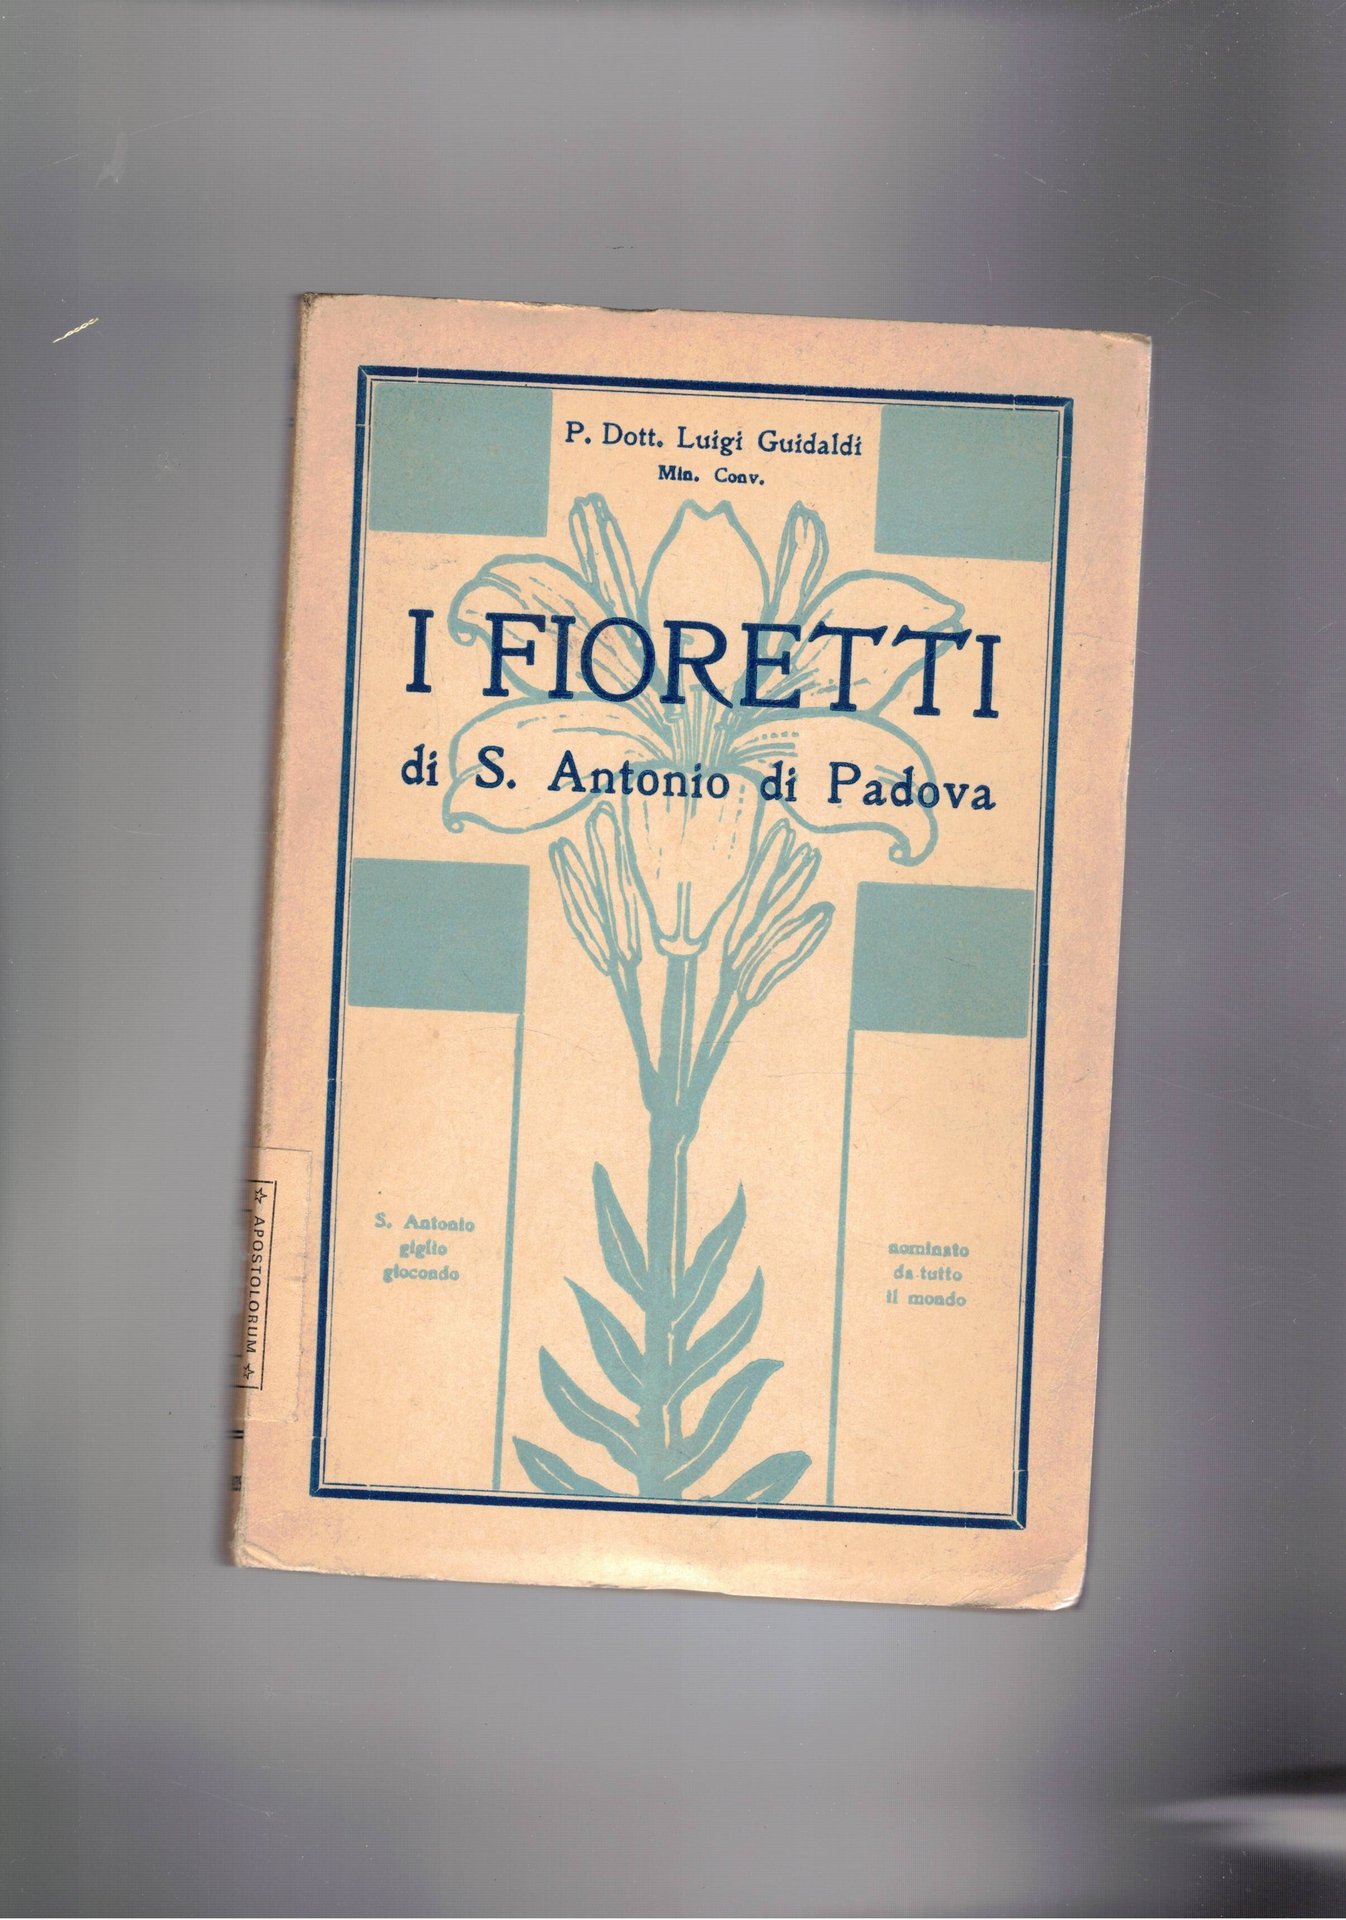 P. Dott. Luigi Guidaldi
Min. Conv.
I FIORETTI
di S. Antonio di Padova
S. Antonio
giglio
giocondo
nominato
da tutto
il mondo
☆ APOSTOLORUM ☆